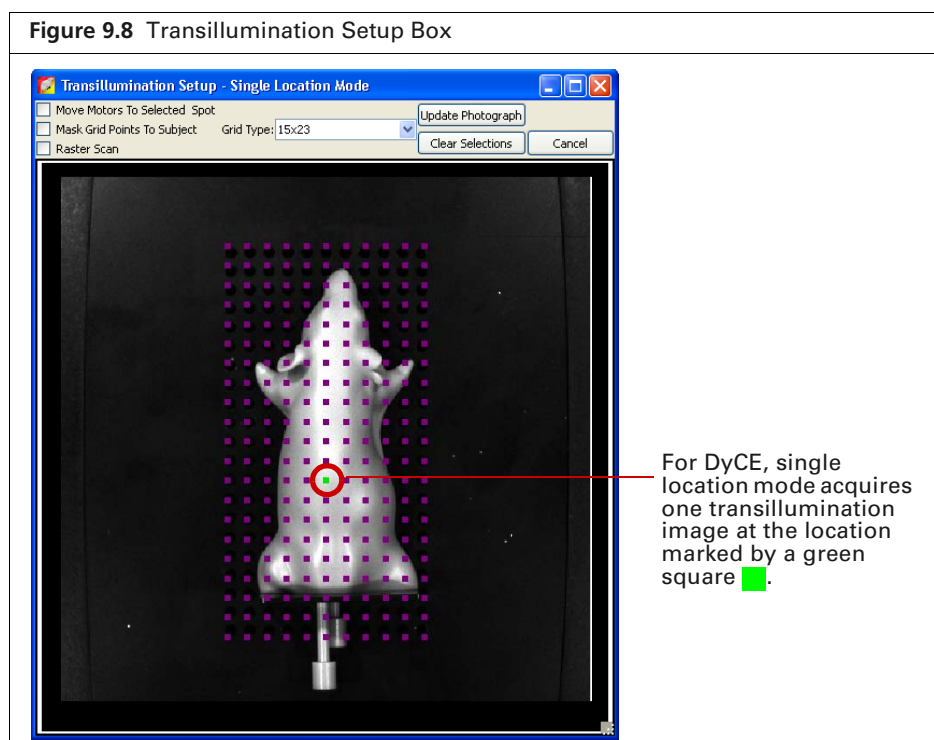 Figure 9.8 Transillumination Setup Box
Transillumination Setup - Single Location Mode
Move Motors To Selected Spot
Update Photograph
Mask Grid Points To Subject Grid Type: 15x23
Raster Scan
Clear Selections
Cancel
For DyCE, single
location mode acquires
one transillumination
image at the location
marked by a green
square .